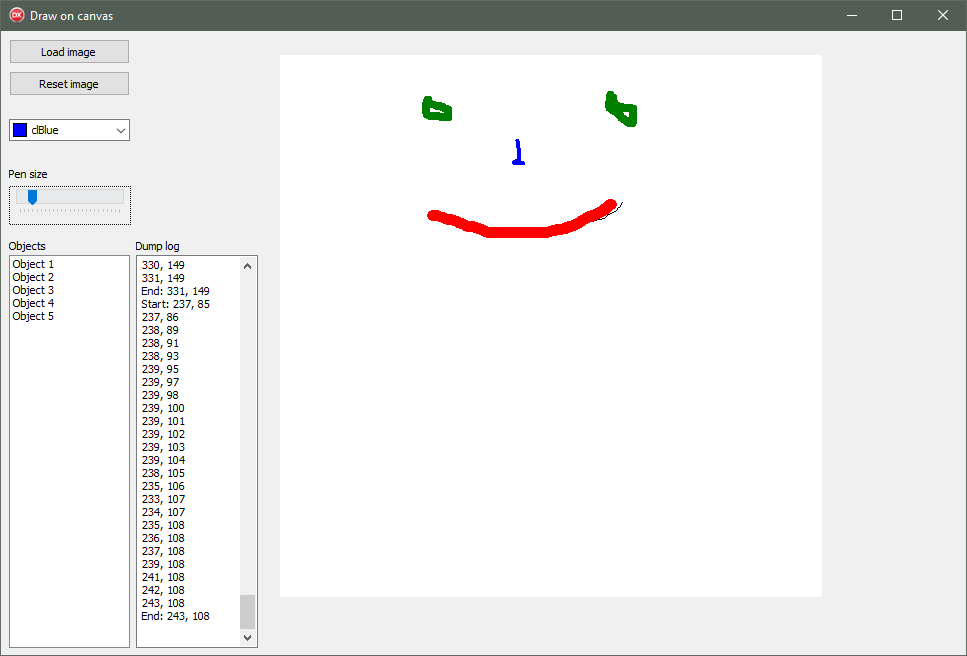 DX Draw on canvas
Load image
Reset image
clBlue
Pen size
Objects
Object 1
Object 2
Object 3
Object 4
Object 5
Dump log
330, 149
331, 149
End: 331, 149
Start: 237, 85
237, 86
238, 89
238, 91
238, 93
239, 95
239, 97
239, 98
239, 100
239, 101
239, 102
239, 103
239, 104
238, 105
235, 106
233, 107
234, 107
235, 108
236, 108
237, 108
239, 108
241, 108
242, 108
243, 108
End: 243, 108